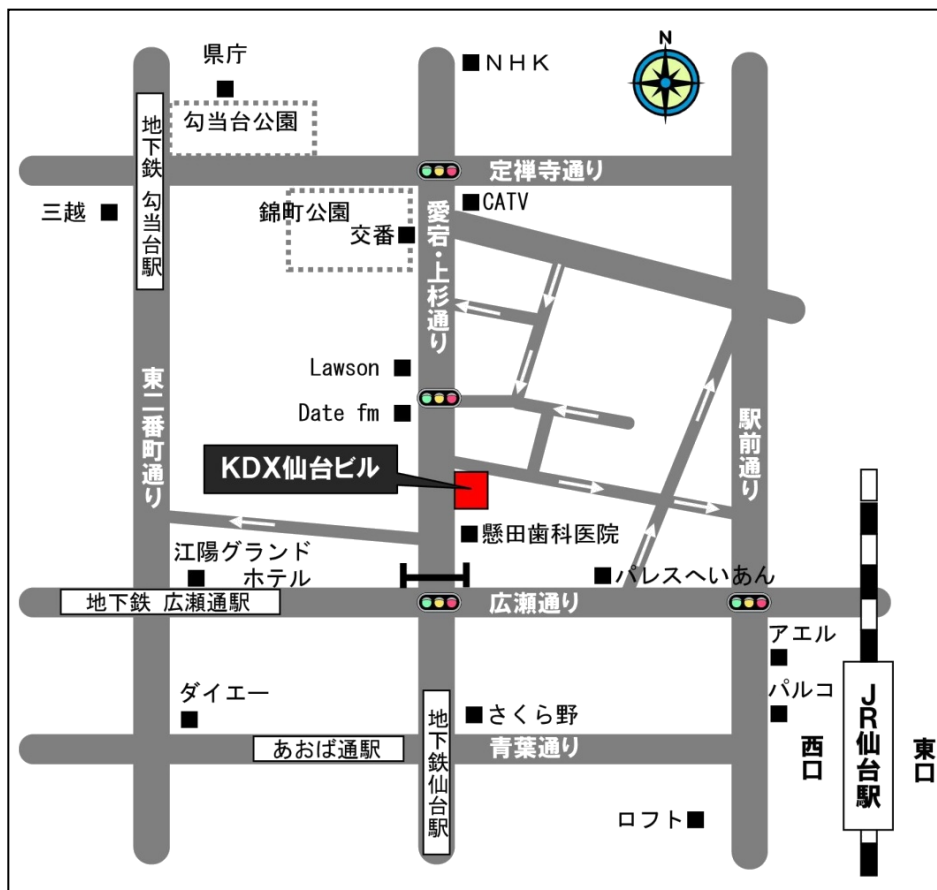 県庁
N
ＮＨＫ
勾当台公園
地下鉄 勾当台駅
定禅寺通り
三越
錦町公園
交番
CATV
愛宕・上杉通り
Lawson
Date fm
東二番町通り
駅前通り
KDX仙台ビル
懸田歯科医院
江陽グランド
ホテル
パレスへいあん
地下鉄 広瀬通駅
広瀬通り
アエル
ダイエー
さくら野
パルコ
JR仙台駅
西口
東口
地下鉄仙台駅
あおば通駅
青葉通り
ロフト